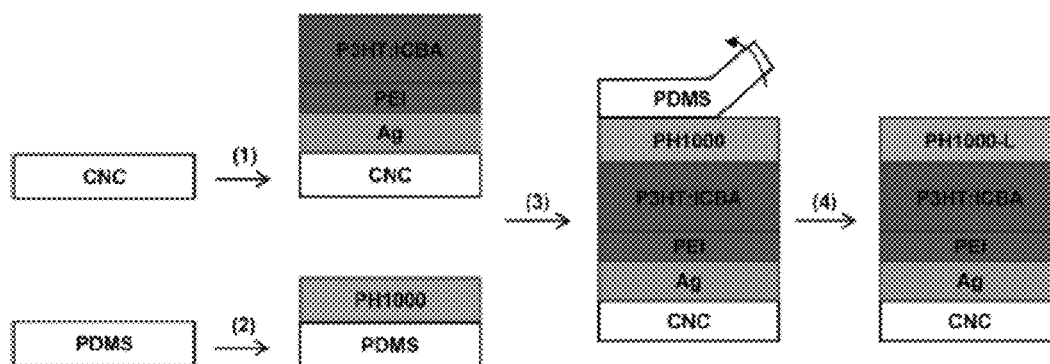 CNC
(1)
P3HT:ICBA
PEI
Ag
CNC
PDMS
(2)
PH1000
PDMS
(3)
PDMS
PH1000
P3HT:ICBA
PEI
Ag
CNC
(4)
PH1000-L
P3HT:ICBA
PEI
Ag
CNC